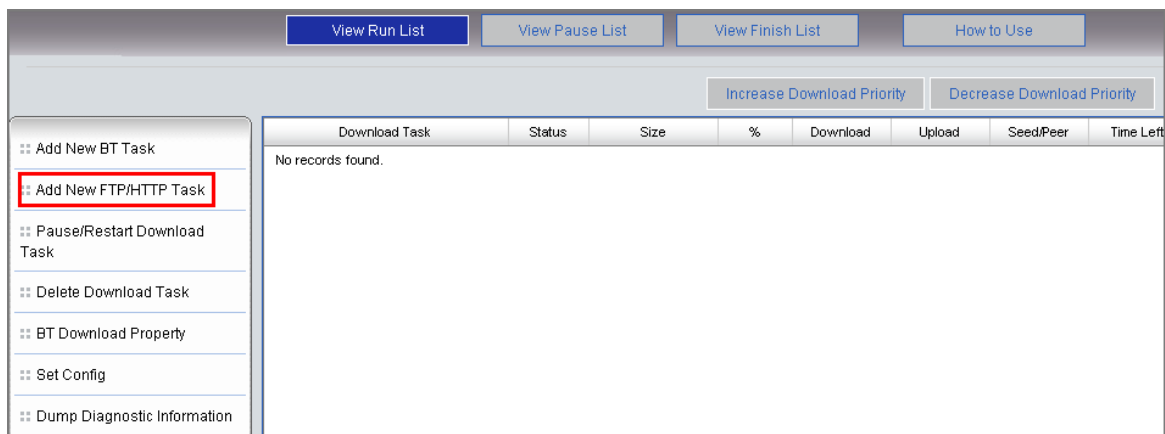 View Run List
View Pause List
View Finish List
How to Use
Increase Download Priority
Decrease Download Priority
Add New BT Task
Add New FTP/HTTP Task
Pause/Restart Download
Task
Delete Download Task
BT Download Property
Set Config
Dump Diagnostic Information
Download Task Status Size % Download Upload Seed/Peer Time Left
No records found.